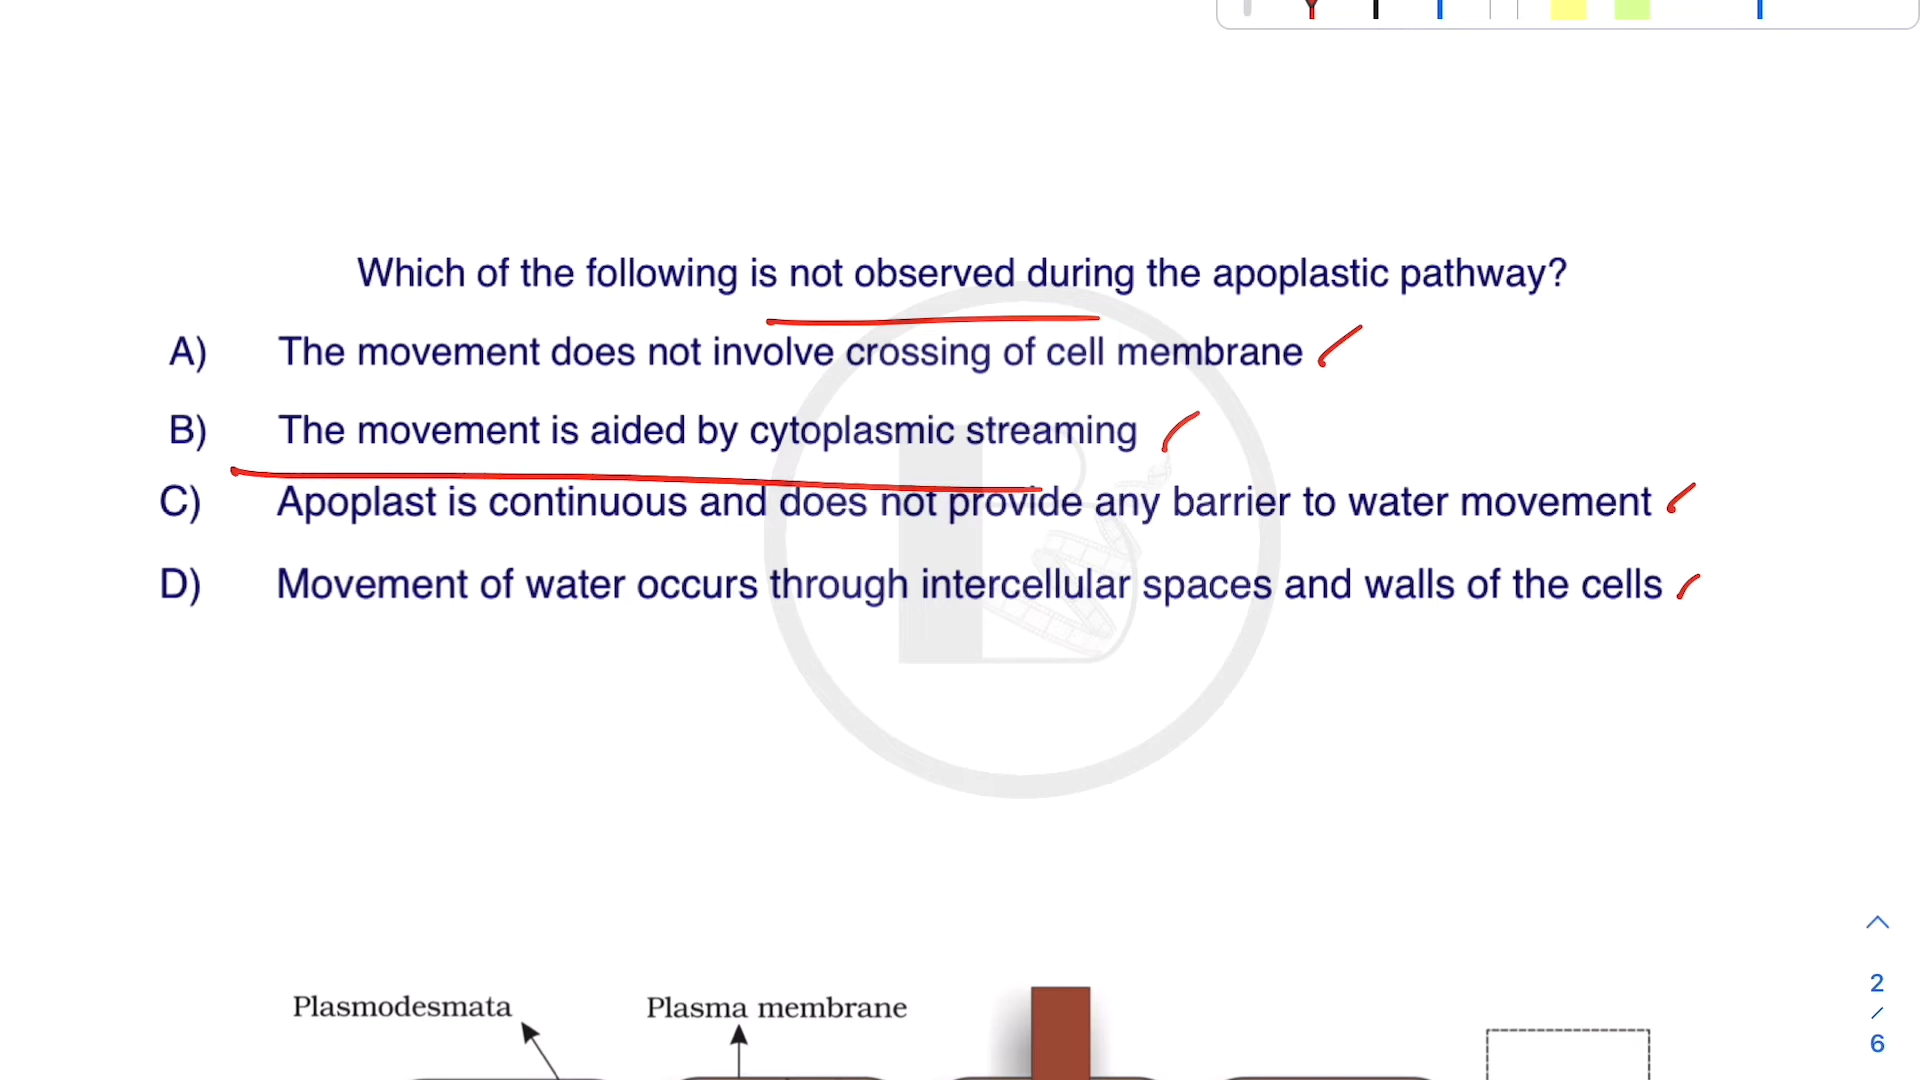 Which of the following is not observed during the apoplastic pathway?
A) The movement does not involve crossing of cell membrane
B) The movement is aided by cytoplasmic streaming
C) Apoplast is continuous and does not provide any barrier to water movement
D) Movement of water occurs through intercellular spaces and walls of the cells
Plasmodesmata Plasma membrane
2
/
6